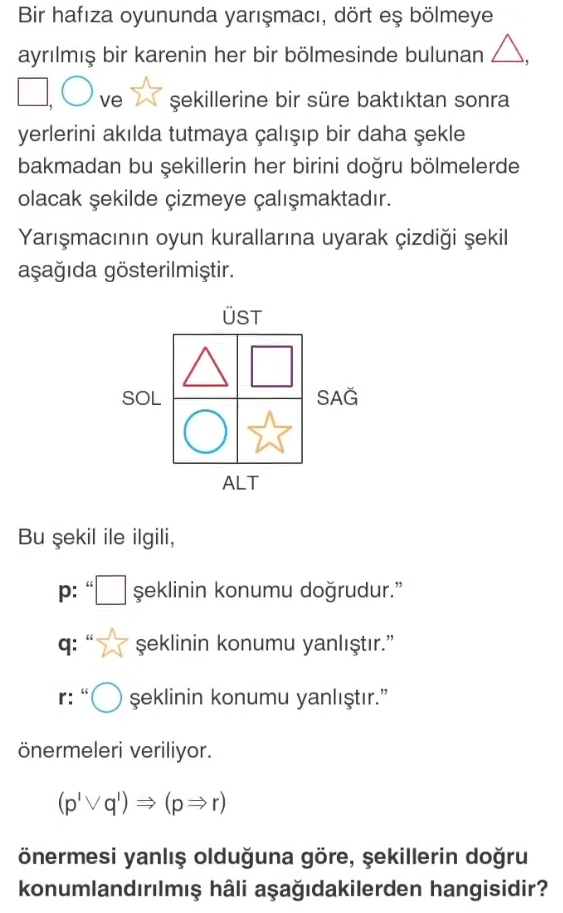 Bir hafıza oyununda yarışmacı, dört eş bölmeye
ayrılmış bir karenin her bir bölmesinde bulunan △,
□, ○ ve ☆ şekillerine bir süre baktıktan sonra
yerlerini akılda tutmaya çalışıp bir daha şekle
bakmadan bu şekillerin her birini doğru bölmelerde
olacak şekilde çizmeye çalışmaktadır.
Yarışmacının oyun kurallarına uyarak çizdiği şekil
aşağıda gösterilmiştir.
ÜST
SOL
SAĞ
ALT
Bu şekil ile ilgili,
p: “□ şeklinin konumu doğrudur.”
q: “☆ şeklinin konumu yanlıştır.”
r: “○ şeklinin konumu yanlıştır.”
önermeleri veriliyor.
(p'∨q') ⇒ (p⇒r)
önermesi yanlış olduğuna göre, şekillerin doğru
konumlandırılmış hâli aşağıdakilerden hangisidir?